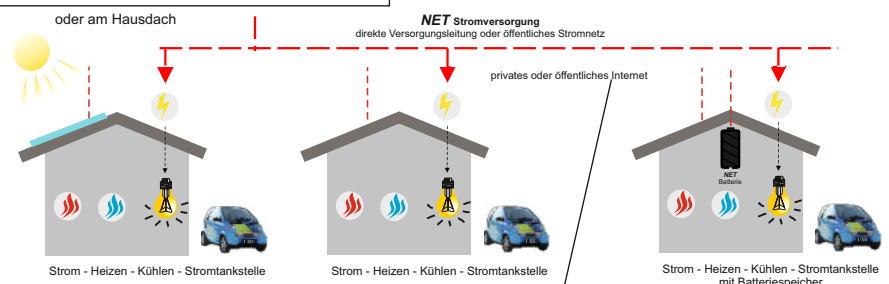 oder am Hausdach
NET Stromversorgung
direkte Versorgungsleitung oder öffentliches Stromnetz
privates oder öffentliches Internet
NET
Batterie
Strom - Heizen - Kühlen - Stromtankstelle
Strom - Heizen - Kühlen - Stromtankstelle
Strom - Heizen - Kühlen - Stromtankstelle
mit Batteriespeicher